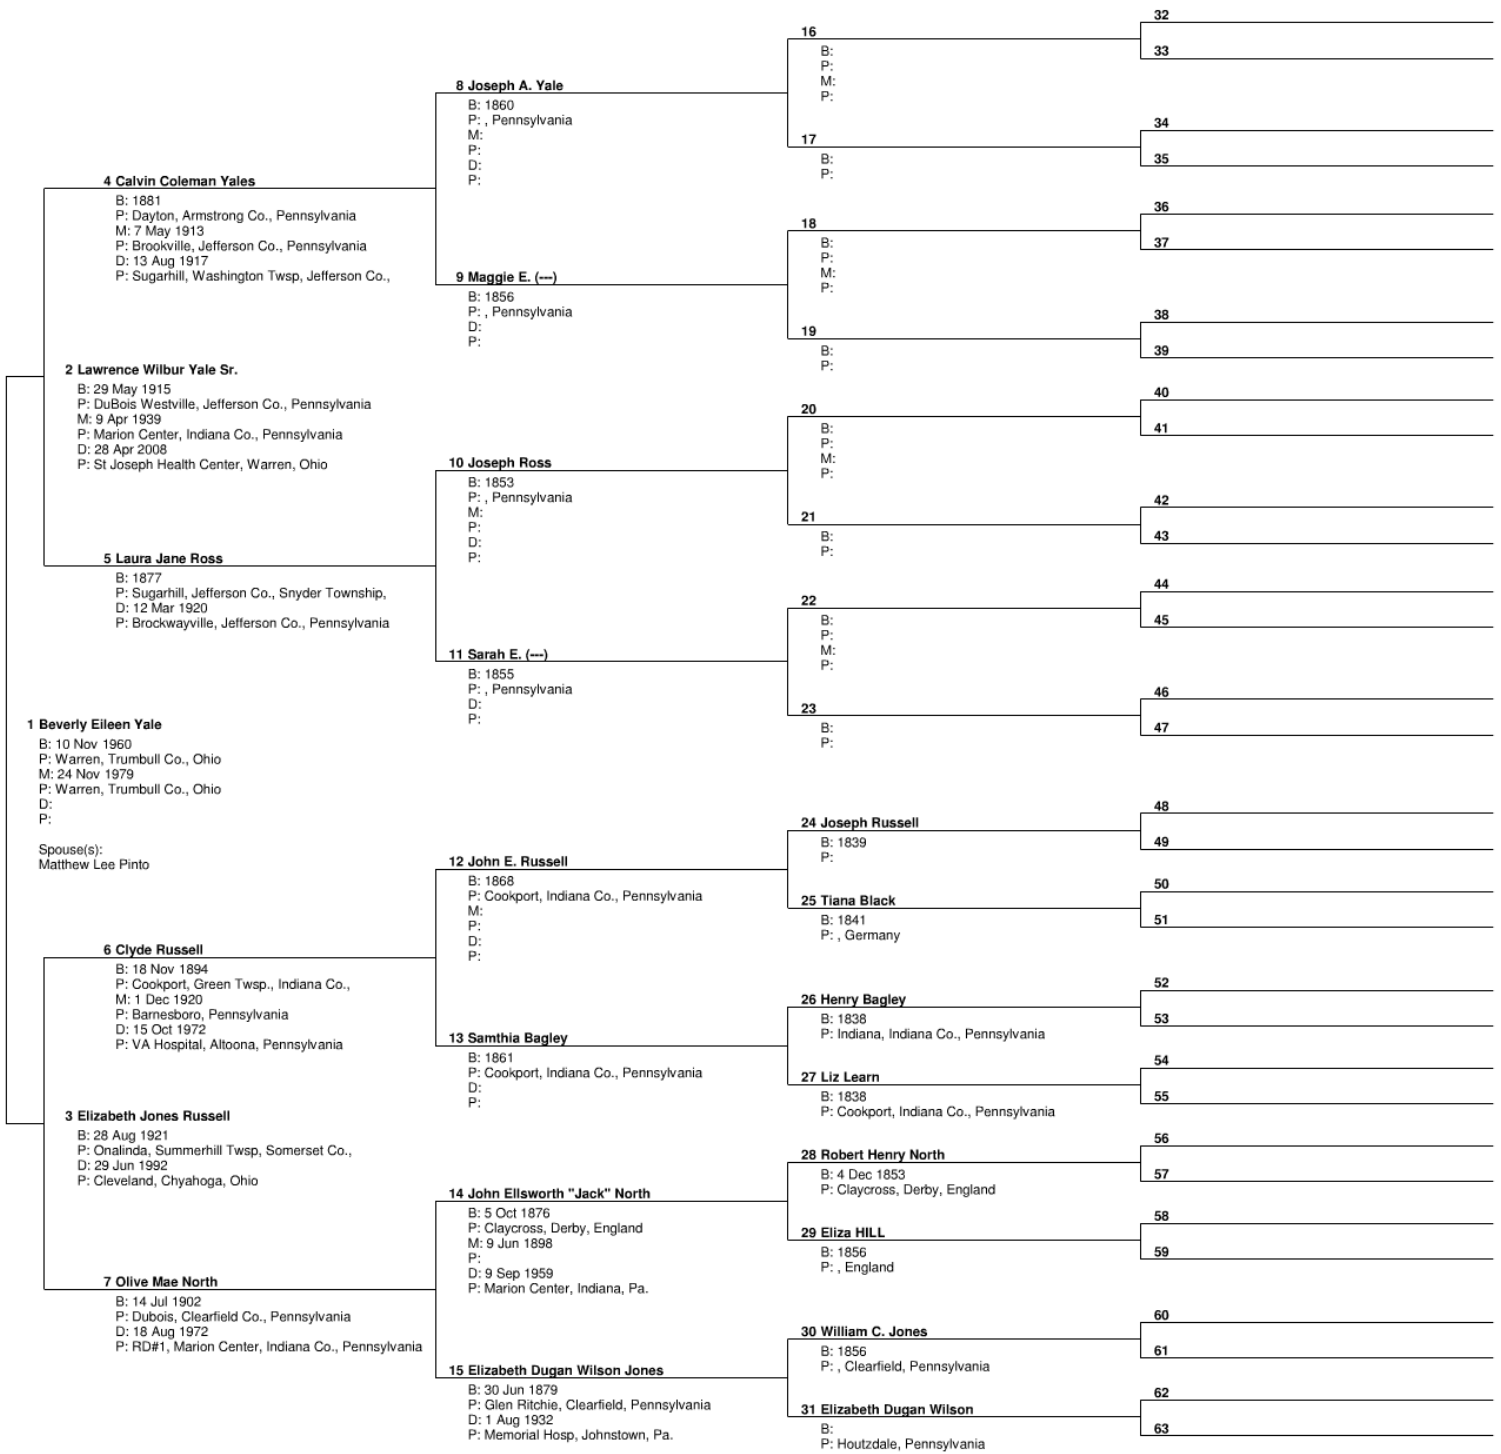 1 Beverly Eileen Yale
B: 10 Nov 1960
P: Warren, Trumbull Co., Ohio
M: 24 Nov 1979
P: Warren, Trumbull Co., Ohio
D:
P:
Spouse(s):
Matthew Lee Pinto
2 Lawrence Wilbur Yale Sr.
B: 29 May 1915
P: DuBois Westville, Jefferson Co., Pennsylvania
M: 9 Apr 1939
P: Marion Center, Indiana Co., Pennsylvania
D: 28 Apr 2008
P: St Joseph Health Center, Warren, Ohio
3 Elizabeth Jones Russell
B: 28 Aug 1921
P: Onalinda, Summerhill Twsp, Somerset Co.,
D: 29 Jun 1992
P: Cleveland, Chyahoga, Ohio
4 Calvin Coleman Yales
B: 1881
P: Dayton, Armstrong Co., Pennsylvania
M: 7 May 1913
P: Brookville, Jefferson Co., Pennsylvania
D: 13 Aug 1917
P: Sugarhill, Washington Twsp, Jefferson Co.,
5 Laura Jane Ross
B: 1877
P: Sugarhill, Jefferson Co., Snyder Township,
D: 12 Mar 1920
P: Brockwayville, Jefferson Co., Pennsylvania
6 Clyde Russell
B: 18 Nov 1894
P: Cookport, Green Twsp., Indiana Co.,
M: 1 Dec 1920
P: Barnesboro, Pennsylvania
D: 15 Oct 1972
P: VA Hospital, Altoona, Pennsylvania
7 Olive Mae North
B: 14 Jul 1902
P: Dubois, Clearfield Co., Pennsylvania
D: 18 Aug 1972
P: RD#1, Marion Center, Indiana Co., Pennsylvania
8 Joseph A. Yale
B: 1860
P: , Pennsylvania
M:
P:
D:
P:
9 Maggie E. (---)
B: 1856
P: , Pennsylvania
D:
P:
10 Joseph Ross
B: 1853
P: , Pennsylvania
M:
P:
D:
P:
11 Sarah E. (---)
B: 1855
P: , Pennsylvania
D:
P:
12 John E. Russell
B: 1868
P: Cookport, Indiana Co., Pennsylvania
M:
P:
D:
P:
13 Samthia Bagley
B: 1861
P: Cookport, Indiana Co., Pennsylvania
D:
P:
14 John Ellsworth "Jack" North
B: 5 Oct 1876
P: Claycross, Derby, England
M: 9 Jun 1898
P:
D: 9 Sep 1959
P: Marion Center, Indiana, Pa.
15 Elizabeth Dugan Wilson Jones
B: 30 Jun 1879
P: Glen Ritchie, Clearfield, Pennsylvania
D: 1 Aug 1932
P: Memorial Hosp, Johnstown, Pa.
16
B:
P:
M:
P:
17
B:
P:
18
B:
P:
M:
P:
19
B:
P:
20
B:
P:
M:
P:
21
B:
P:
22
B:
P:
M:
P:
23
B:
P:
24 Joseph Russell
B: 1839
P:
25 Tiana Black
B: 1841
P: , Germany
26 Henry Bagley
B: 1838
P: Indiana, Indiana Co., Pennsylvania
27 Liz Learn
B: 1838
P: Cookport, Indiana Co., Pennsylvania
28 Robert Henry North
B: 4 Dec 1853
P: Claycross, Derby, England
29 Eliza HILL
B: 1856
P: , England
30 William C. Jones
B: 1856
P: , Clearfield, Pennsylvania
31 Elizabeth Dugan Wilson
B:
P: Houtzdale, Pennsylvania
32
33
34
35
36
37
38
39
40
41
42
43
44
45
46
47
48
49
50
51
52
53
54
55
56
57
58
59
60
61
62
63